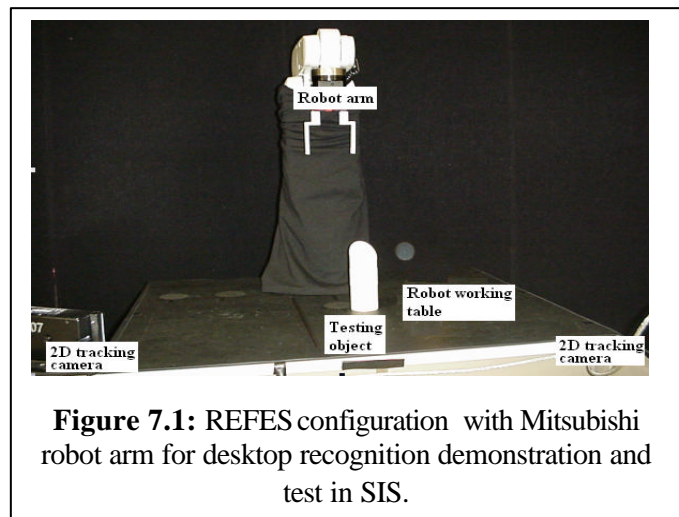 Robot arm
Robot working
table
Testing
object
07
2D tracking
camera
2D tracking
camera
Figure 7.1: REFES configuration with Mitsubishi
robot arm for desktop recognition demonstration and
test in SIS.